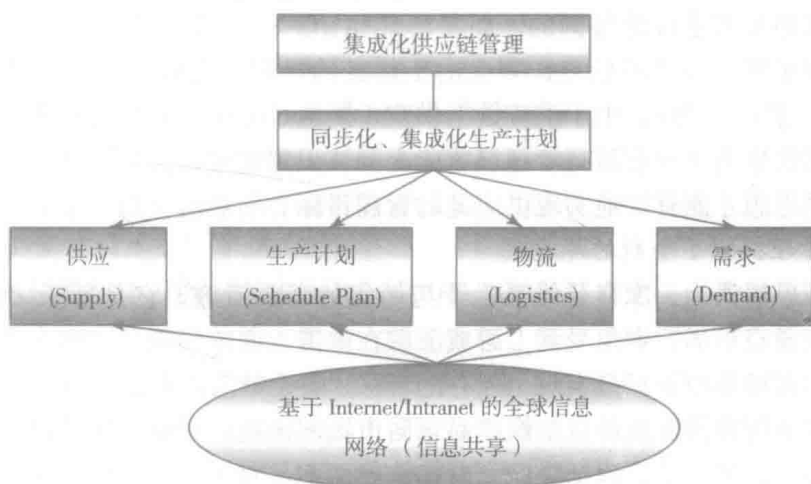 集成化供应链管理
同步化、集成化生产计划
供应
(Supply)
生产计划
(Schedule Plan)
物流
(Logistics)
需求
(Demand)
基于 Internet/Intranet 的全球信息
网络（信息共享）